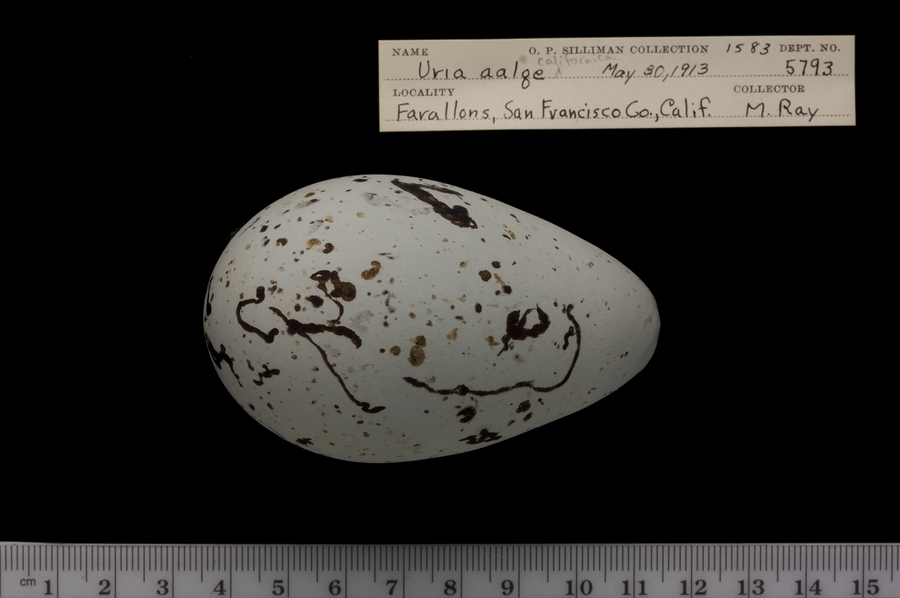 NAME O. P. SILLIMAN COLLECTION 1583 DEPT. NO.
californica
Uria aalge May 30, 1913 5793
LOCALITY COLLECTOR
Farallons, San Francisco Co., Calif. M. Ray
cm 1 2 3 4 5 6 7 8 9 10 11 12 13 14 15